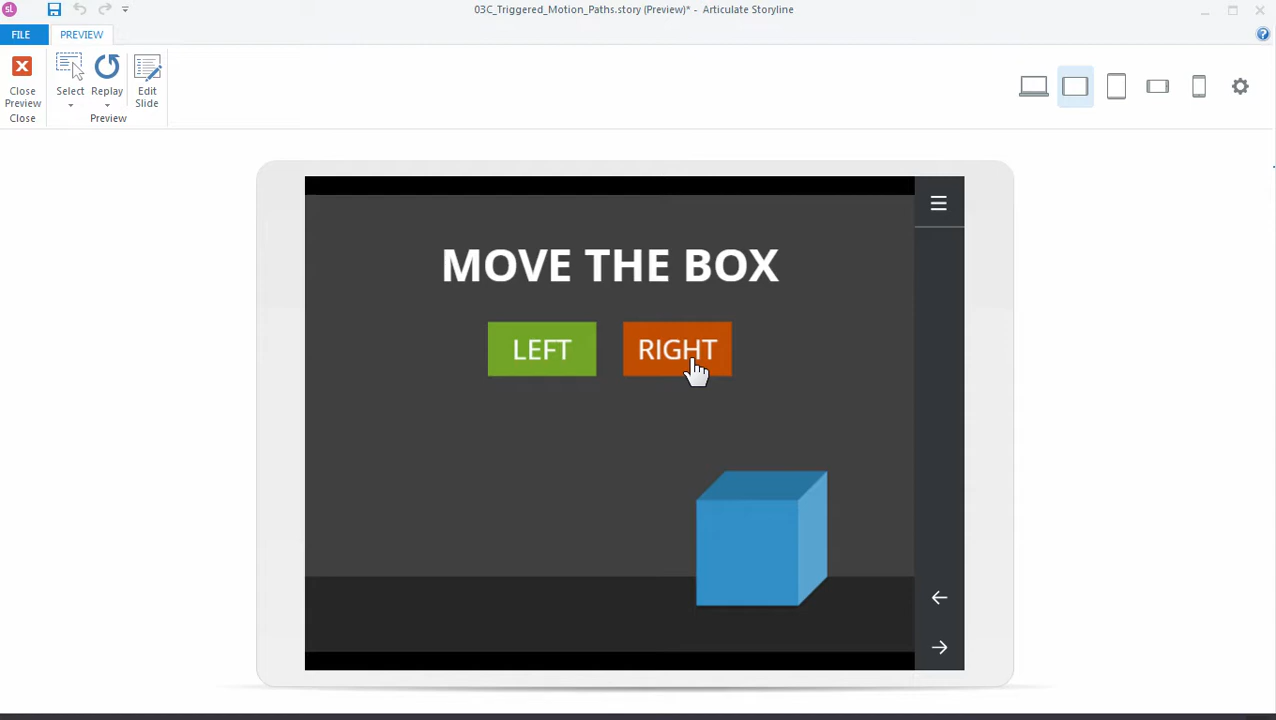 sl
03C_Triggered_Motion_Paths.story (Preview)* - Articulate Storyline
FILE
PREVIEW
?
Close Preview
Select
Replay
Edit Slide
Close
Preview
MOVE THE BOX
LEFT
RIGHT